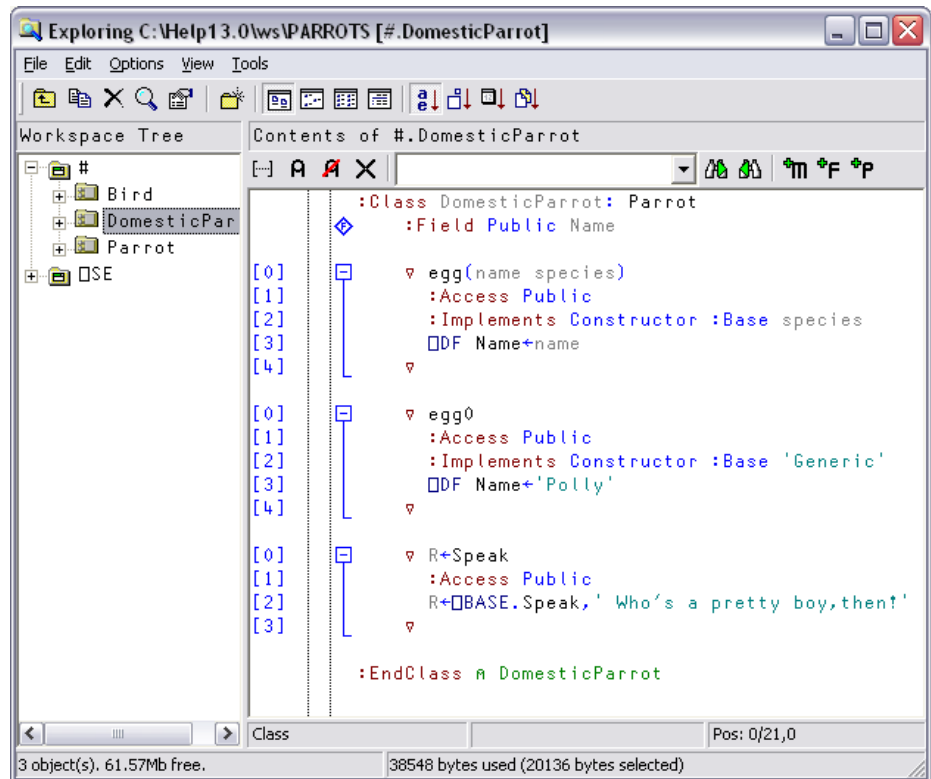 Exploring C:\Help13.0\ws\PARROTS [#.DomesticParrot]
File Edit Options View Tools
Workspace Tree
Contents of #.DomesticParrot
#
Bird
DomesticPar
Parrot
⎕SE
:Class DomesticParrot: Parrot
:Field Public Name
[0] ∇ egg(name species)
[1] :Access Public
[2] :Implements Constructor :Base species
[3] ⎕DF Name←name
[4] ∇
[0] ∇ egg0
[1] :Access Public
[2] :Implements Constructor :Base 'Generic'
[3] ⎕DF Name←'Polly'
[4] ∇
[0] ∇ R←Speak
[1] :Access Public
[2] R←⎕BASE.Speak,' Who's a pretty boy,then!'
[3] ∇
:EndClass ⍝ DomesticParrot
Class Pos: 0/21,0
3 object(s). 61.57Mb free. 38548 bytes used (20136 bytes selected)